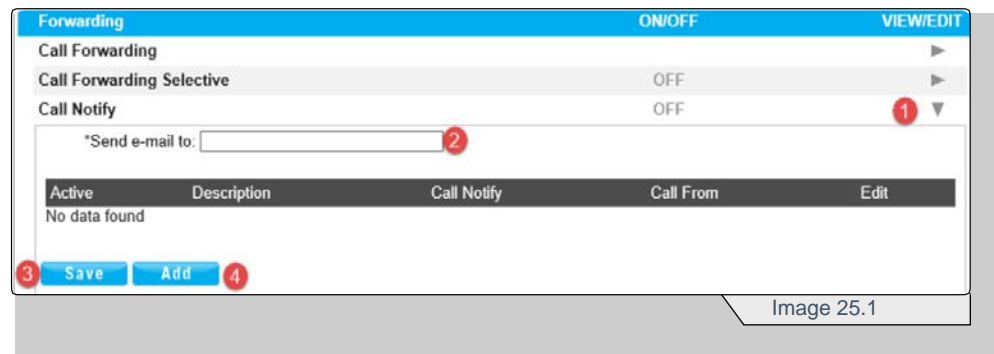 Forwarding ON/OFF VIEW/EDIT
Call Forwarding
Call Forwarding Selective OFF
Call Notify OFF 1
*Send e-mail to: 2
Active Description Call Notify Call From Edit
No data found
3 Save Add 4
Image 25.1